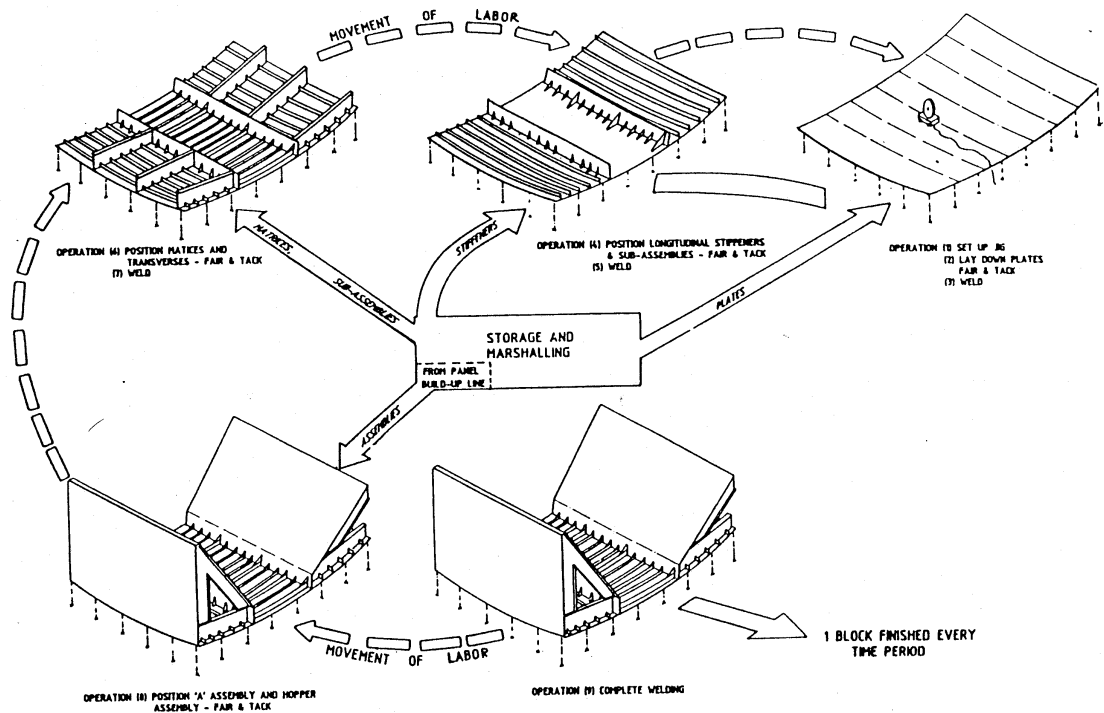 MOVEMENT OF LABOR
OPERATION (6) POSITION MATICES AND
TRANSVERSES - FAIR & TACK
(7) WELD
OPERATION (4) POSITION LONGITUDINAL STIFFENERS
& SUB-ASSEMBLIES - FAIR & TACK
(5) WELD
OPERATION (1) SET UP JIG
(2) LAY DOWN PLATES
FAIR & TACK
(3) WELD
MATRICES,
SUB-ASSEMBLIES
STIFFENERS
PLATES
STORAGE AND
MARSHALLING
FROM PANEL
BUILD-UP LINE
ASSEMBLIES
MOVEMENT OF LABOR
1 BLOCK FINISHED EVERY
TIME PERIOD
OPERATION (8) POSITION 'A' ASSEMBLY AND HOPPER
ASSEMBLY - FAIR & TACK
OPERATION (9) COMPLETE WELDING